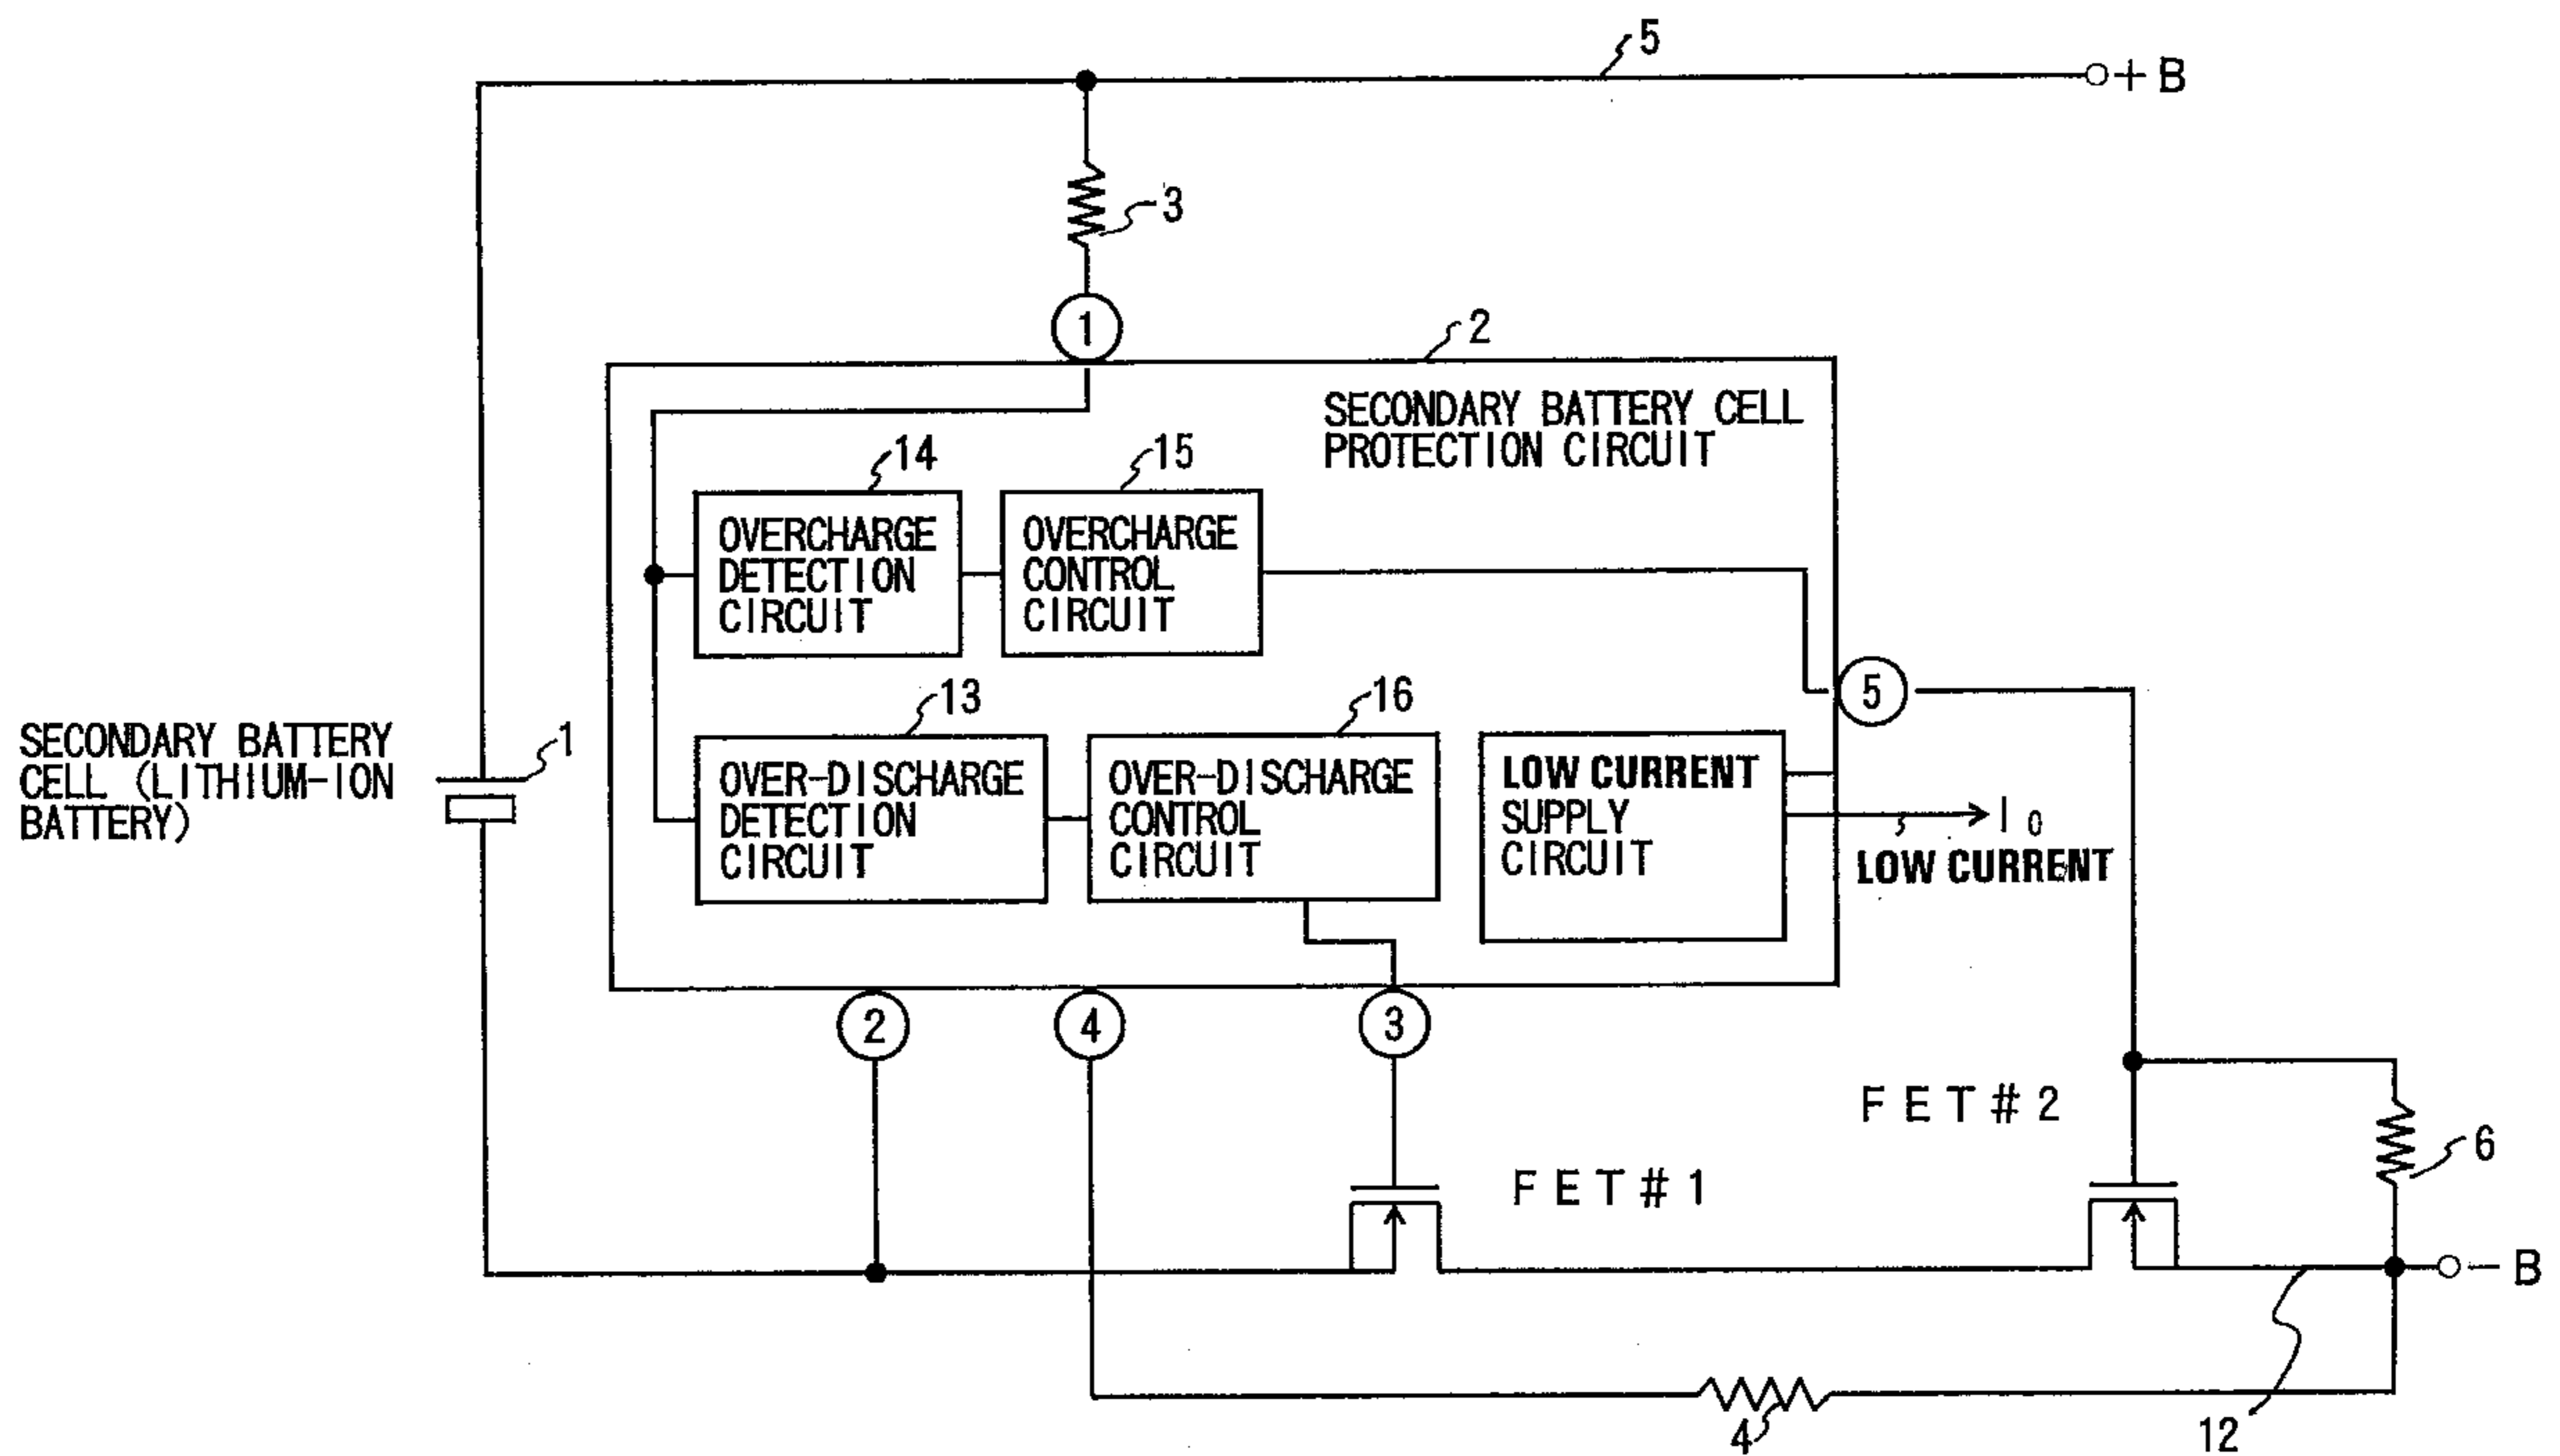 5
+ B
3
1
2
SECONDARY BATTERY CELL
PROTECTION CIRCUIT
14
15
OVERCHARGE
DETECTION
CIRCUIT
OVERCHARGE
CONTROL
CIRCUIT
5
13
16
SECONDARY BATTERY
CELL (LITHIUM-ION
BATTERY)
1
OVER-DISCHARGE
DETECTION
CIRCUIT
OVER-DISCHARGE
CONTROL
CIRCUIT
LOW CURRENT
SUPPLY
CIRCUIT
I 0
LOW CURRENT
2
4
3
FET#2
6
FET#1
− B
4
12